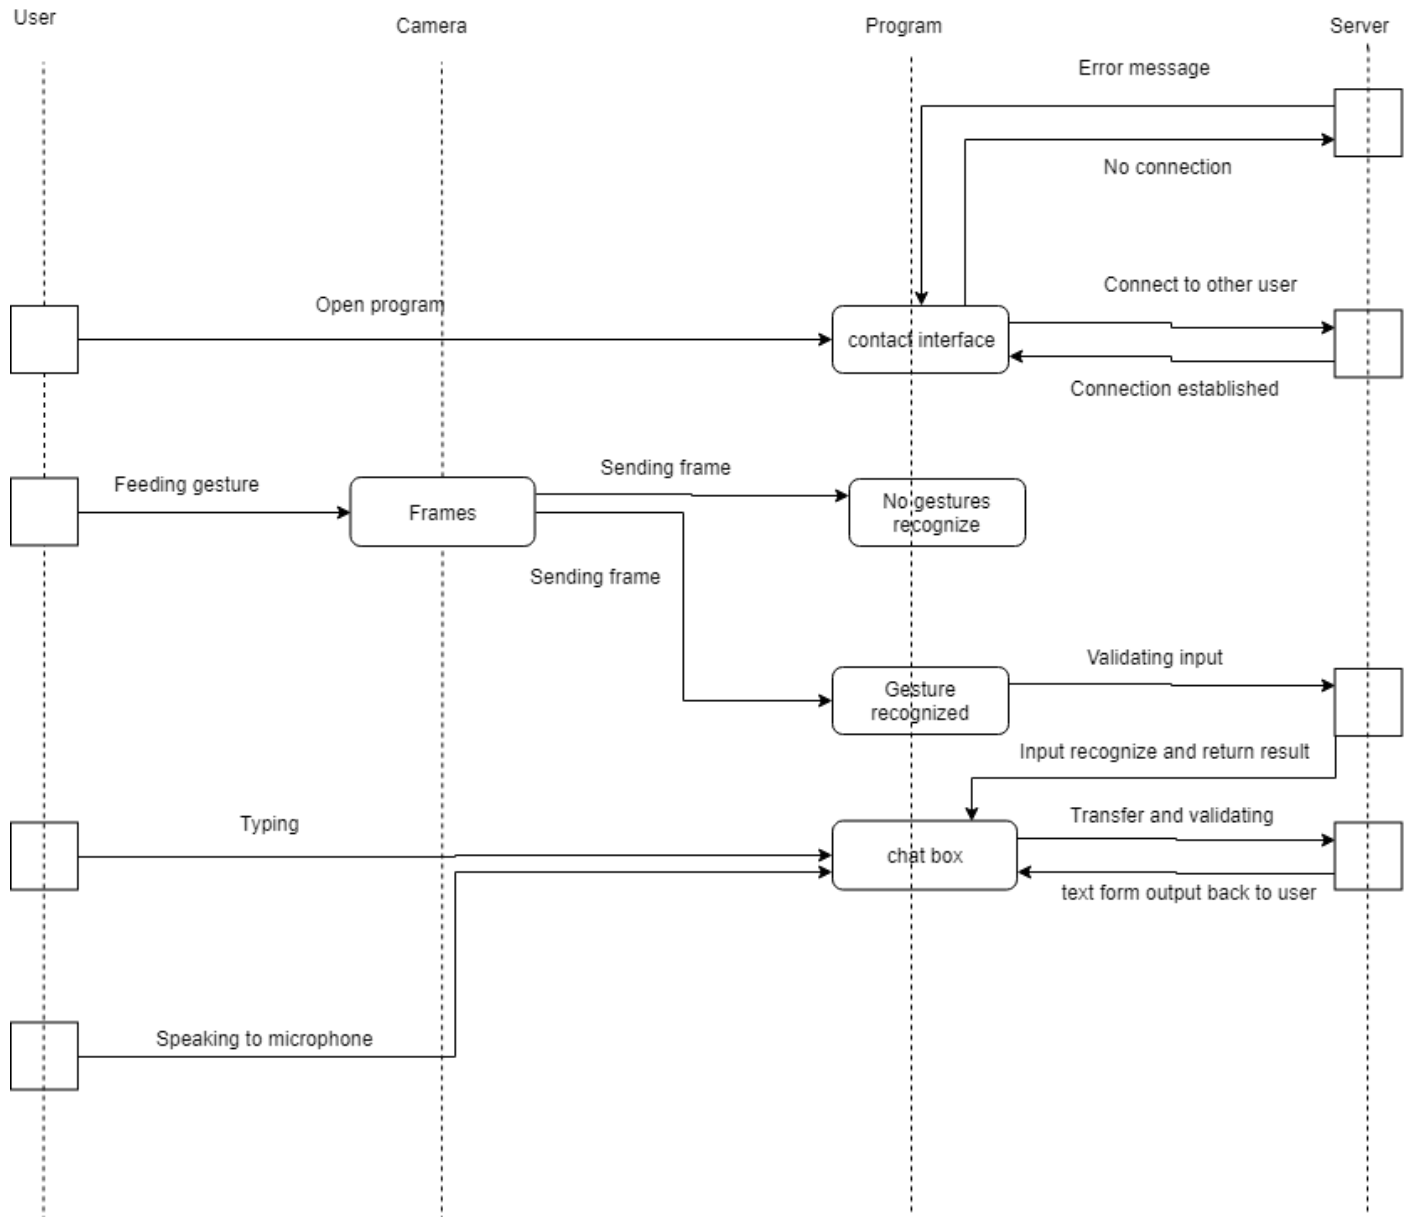 User
Camera
Program
Server
Error message
No connection
Open program
Connect to other user
contact interface
Connection established
Feeding gesture
Sending frame
Frames
No gestures
recognize
Sending frame
Validating input
Gesture
recognized
Input recognize and return result
Typing
Transfer and validating
chat box
text form output back to user
Speaking to microphone